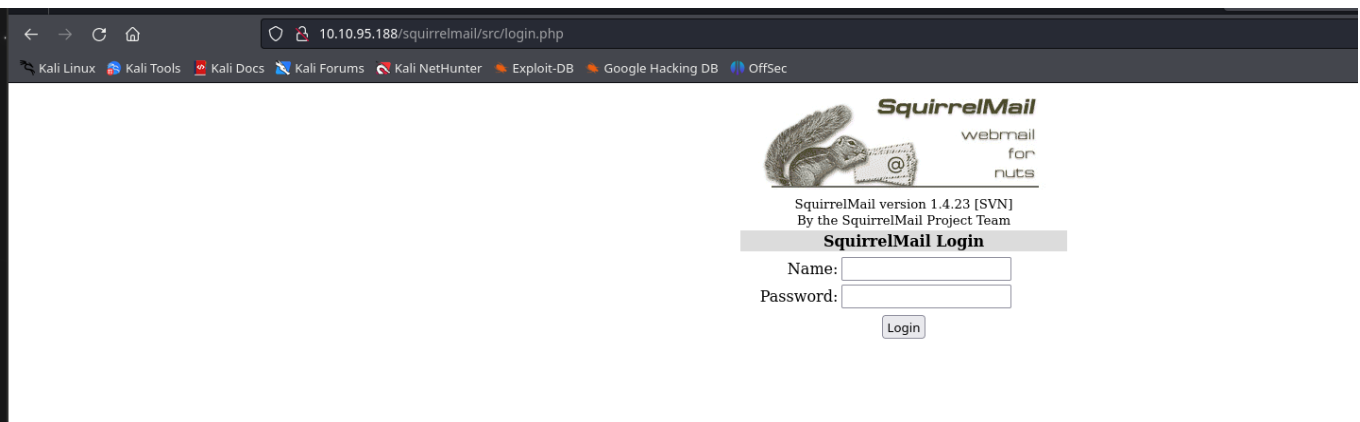 10.10.95.188/squirrelmail/src/login.php
Kali Linux Kali Tools Kali Docs Kali Forums Kali NetHunter Exploit-DB Google Hacking DB OffSec
SquirrelMail
webmail
for
nuts
@
SquirrelMail version 1.4.23 [SVN]
By the SquirrelMail Project Team
SquirrelMail Login
Name:
Password:
Login